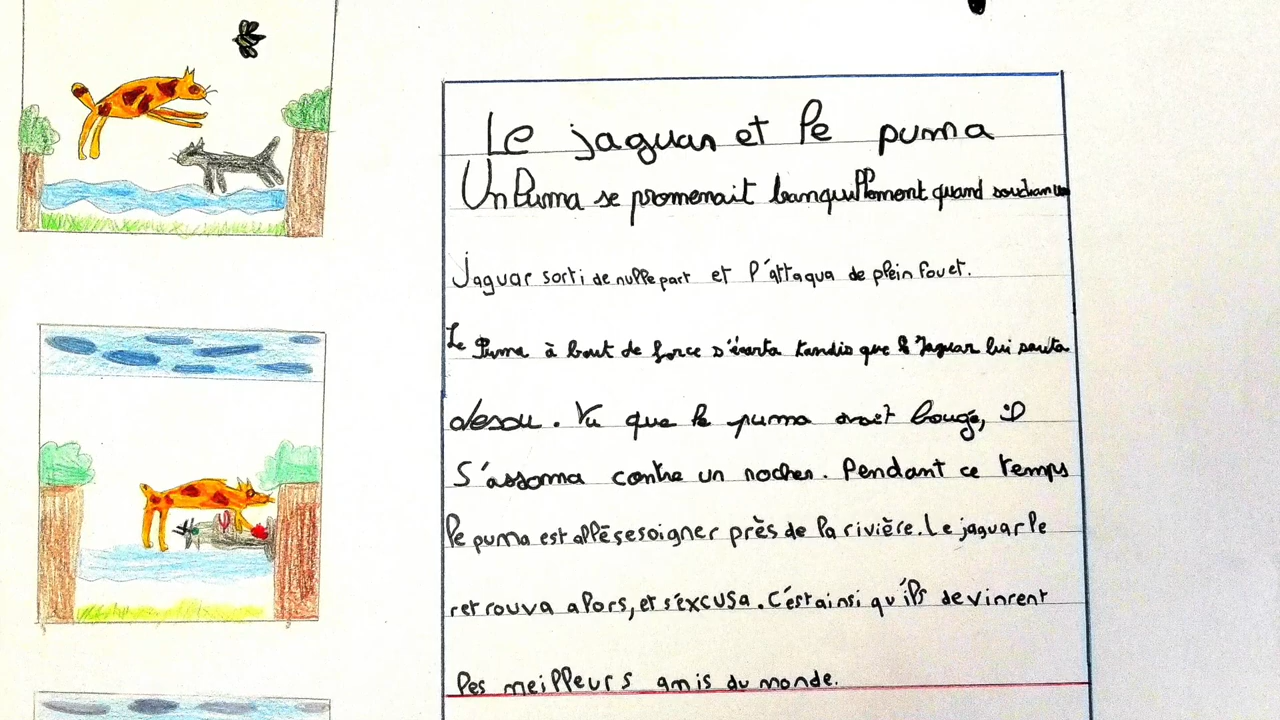 Le jaguar et le puma
Un Puma se promenait tranquillement quand soudain un
Jaguar sorti de nulle part et l'attaqua de plein fouet.
Le Puma à bout de force s'écarta tandis que le Jaguar lui sauta
desou. Vu que le puma avait bougé, il
s'assoma contre un rocher. Pendant ce temps
le puma est allé se soigner près de la rivière. Le jaguar le
retrouva alors, et s'excusa. C'est ainsi qu'ils devinrent
les meilleurs amis du monde.